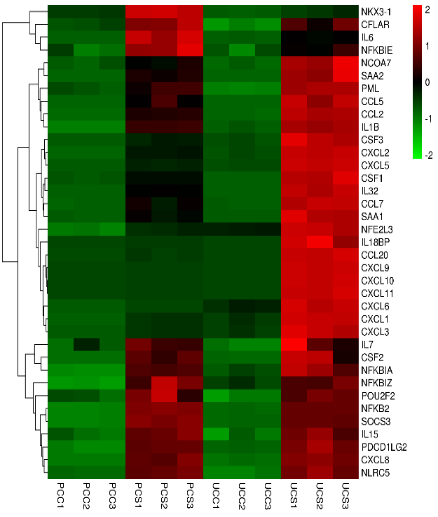 NKX3-1
CFLAR
IL6
NFKBIE
NCOA7
SAA2
PML
CCL5
CCL2
IL1B
CSF3
CXCL2
CXCL5
CSF1
IL32
CCL7
SAA1
NFE2L3
IL18BP
CCL20
CXCL9
CXCL10
CXCL11
CXCL6
CXCL1
CXCL3
IL7
CSF2
NFKBIA
NFKBIZ
POU2F2
NFKB2
SOCS3
IL15
PDCD1LG2
CXCL8
NLRC5
2
1
0
-1
-2
PCC1 PCC2 PCC3 PCS1 PCS2 PCS3 UCC1 UCC2 UCC3 UCS1 UCS2 UCS3